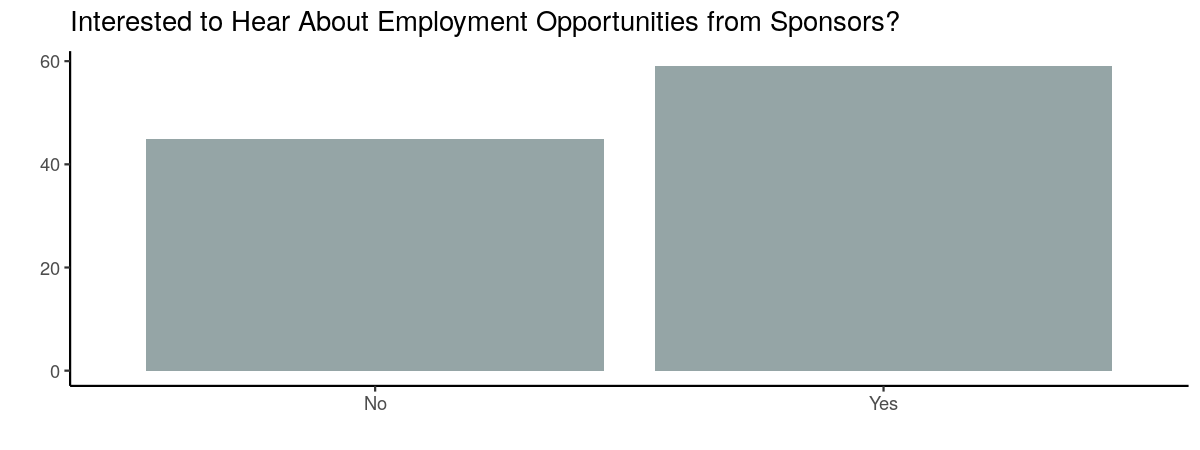 Interested to Hear About Employment Opportunities from Sponsors?
60
40
20
0
No Yes